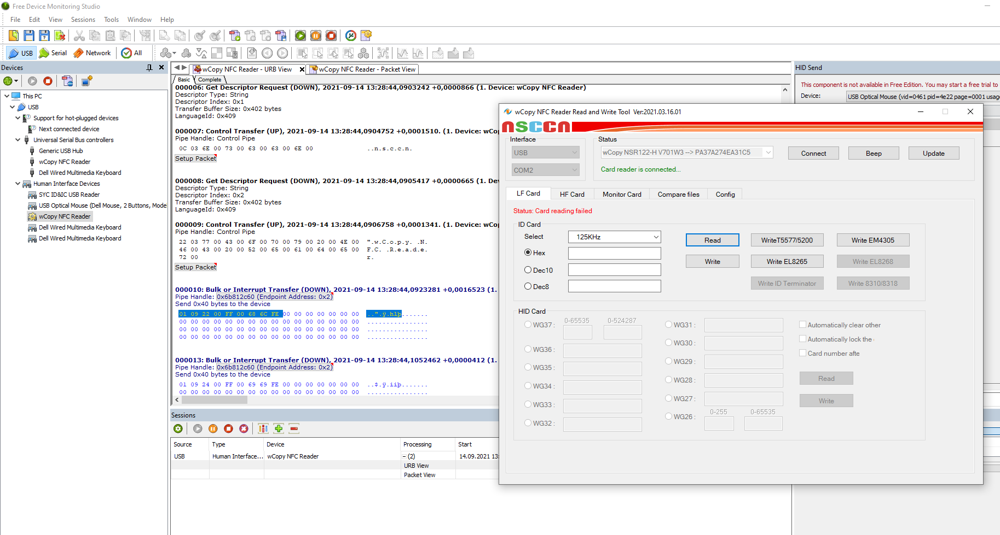 Free Device Monitoring Studio
File Edit View Sessions Tools Window Help
USB Serial Network All
Devices
This PC
USB
Support for hot-plugged devices
Next connected device
Universal Serial Bus controllers
Generic USB Hub
wCopy NFC Reader
Dell Wired Multimedia Keyboard
Human Interface Devices
SYC ID&IC USB Reader
USB Optical Mouse (Dell Mouse, 2 Buttons, Mode
wCopy NFC Reader
Dell Wired Multimedia Keyboard
Dell Wired Multimedia Keyboard
wCopy NFC Reader - URB View
wCopy NFC Reader - Packet View
Basic Complete
000006: Get Descriptor Request (DOWN), 2021-09-14 13:28:44,0903242 +0,0000866 (1. Device: wCopy NFC Reader)
Descriptor Type: String
Descriptor Index: 0x1
Transfer Buffer Size: 0x402 bytes
LanguageId: 0x409
000007: Control Transfer (UP), 2021-09-14 13:28:44,0904752 +0,0001510. (1. Device: wCo
Pipe Handle: Control Pipe
0C 03 6E 00 73 00 63 00 63 00 6E 00 ..n.s.c.c.n.
Setup Packet
000008: Get Descriptor Request (DOWN), 2021-09-14 13:28:44,0905417 +0,0000665 (1. De
Descriptor Type: String
Descriptor Index: 0x2
Transfer Buffer Size: 0x402 bytes
LanguageId: 0x409
000009: Control Transfer (UP), 2021-09-14 13:28:44,0906758 +0,0001341. (1. Device: wCo
Pipe Handle: Control Pipe
22 03 77 00 43 00 6F 00 70 00 79 00 20 00 4E 00 ".w.C.o.p.y. .N.
46 00 43 00 20 00 52 00 65 00 61 00 64 00 65 00 F.C. .R.e.a.d.e.
72 00 r.
Setup Packet
000010: Bulk or Interrupt Transfer (DOWN), 2021-09-14 13:28:44,0923281 +0,0016523 (1.
Pipe Handle: 0x6b812c60 (Endpoint Address: 0x2)
Send 0x40 bytes to the device
01 09 22 00 FF 00 68 6C FE 00 00 00 00 00 00 00 ..".ÿ.hlþ.......
00 00 00 00 00 00 00 00 00 00 00 00 00 00 00 00 ................
00 00 00 00 00 00 00 00 00 00 00 00 00 00 00 00 ................
00 00 00 00 00 00 00 00 00 00 00 00 00 00 00 00 ................
000013: Bulk or Interrupt Transfer (DOWN), 2021-09-14 13:28:44,1052462 +0,0000412 (1.
Pipe Handle: 0x6b812c60 (Endpoint Address: 0x2)
Send 0x40 bytes to the device
01 09 24 00 FF 00 69 69 FE 00 00 00 00 00 00 00 ..$.ÿ.iiþ.......
00 00 00 00 00 00 00 00 00 00 00 00 00 00 00 00 ................
Sessions
Source Type Device Processing Start
USB Human Interface... wCopy NFC Reader (2) 14.09.2021 13:
URB View
Packet View
HID Send
This component is not available in Free Edition. You may start a free trial to
Device: USB Optical Mouse (vid=0461 pid=4e22 page=0001 usag
wCopy NFC Reader Read and Write Tool Ver:2021.03.16.01
nsccn
Interface
USB
COM2
Status
wCopy NSR122-H V701W3 --> PA37A274EA31C5
Connect Beep Update
Card reader is connected...
LF Card HF Card Monitor Card Compare files Config
Status: Card reading failed
ID Card
Select 125KHz
Hex
Dec10
Dec8
Read WriteT5577/5200 Write EM4305
Write Write EL8265 Write EL8268
Write ID Terminator Write 8310/8318
HID Card
0-65535 0-524287
WG37 :
WG36 :
WG35 :
WG34 :
WG33 :
WG32 :
WG31 :
WG30 :
WG29 :
WG28 :
WG27 :
0-255 0-65535
WG26 :
Automatically clear other
Automatically lock the
Card number afte
Read
Write